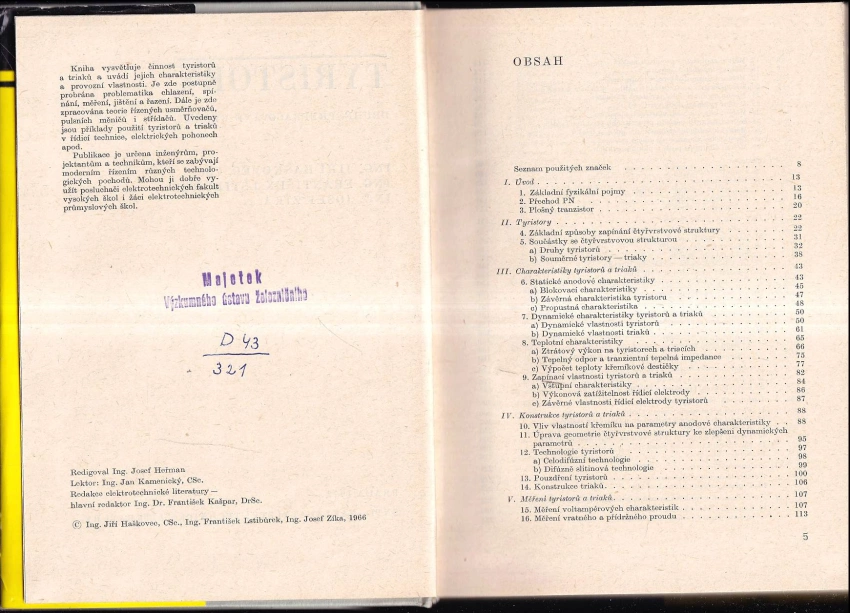 Kniha vysvětluje činnost tyristorů
a triaků a uvádí jejich charakteristiky
a provozní vlastnosti. Je zde postupně
probrána problematika chlazení, spí-
nání, měření, jištění a řazení. Dále je zde
zpracována teorie řízených usměrňovačů,
pulsních měničů i střídačů. Uvedeny
jsou příklady použití tyristorů a triaků
v řídicí technice, elektrických pohonech
apod.
Publikace je určena inženýrům, pro-
jektantům a technikům, kteří se zabývají
moderním řízením různých technolo-
gických pochodů. Mohou ji dobře vy-
užít posluchači elektrotechnických fakult
vysokých škol i žáci elektrotechnických
průmyslových škol.
Majetek
Výzkumného ústavu železničního
D 43
321
Redigoval Ing. Josef Heřman
Lektor: Ing. Jan Kamenický, CSc.
Redakce elektrotechnické literatury —
hlavní redaktor Ing. Dr. František Kašpar, DrSc.
© Ing. Jiří Haškovec, CSc., Ing. František Lstibůrek, Ing. Josef Zíka, 1966
OBSAH
Seznam použitých značek 8
I. Úvod 13
1. Základní fyzikální pojmy 13
2. Přechod PN 16
3. Plošný tranzistor 20
II. Tyristory 22
4. Základní způsoby zapínání čtyřvrstvové struktury 22
5. Součástky se čtyřvrstvovou strukturou 31
a) Druhy tyristorů 32
b) Souměrné tyristory — triaky 38
III. Charakteristiky tyristorů a triaků 43
6. Statické anodové charakteristiky 43
a) Blokovací charakteristiky 45
b) Závěrná charakteristika tyristoru 47
c) Propustná charakteristika 48
7. Dynamické charakteristiky tyristorů a triaků 50
a) Dynamické vlastnosti tyristorů 50
b) Dynamické vlastnosti triaků 61
8. Teplotní charakteristiky 65
a) Ztrátový výkon na tyristorech a triacích 66
b) Tepelný odpor a tranzientní tepelná impedance 75
c) Výpočet teploty křemíkové destičky 77
9. Zapínací vlastnosti tyristorů a triaků 82
a) Vstupní charakteristiky 84
b) Výkonová zatížitelnost řídicí elektrody 86
c) Závěrné vlastnosti řídicí elektrody tyristorů 87
IV. Konstrukce tyristorů a triaků 88
10. Vliv vlastností křemíku na parametry anodové charakteristiky 88
11. Úprava geometrie čtyřvrstvové struktury ke zlepšení dynamických
parametrů 95
12. Technologie tyristorů 97
a) Celodifúzní technologie 98
b) Difúzně slitinová technologie 99
13. Pouzdření tyristorů 100
14. Konstrukce triaků 106
V. Měření tyristorů a triaků 107
15. Měření voltampérových charakteristik 107
16. Měření vratného a přídržného proudu 113
5